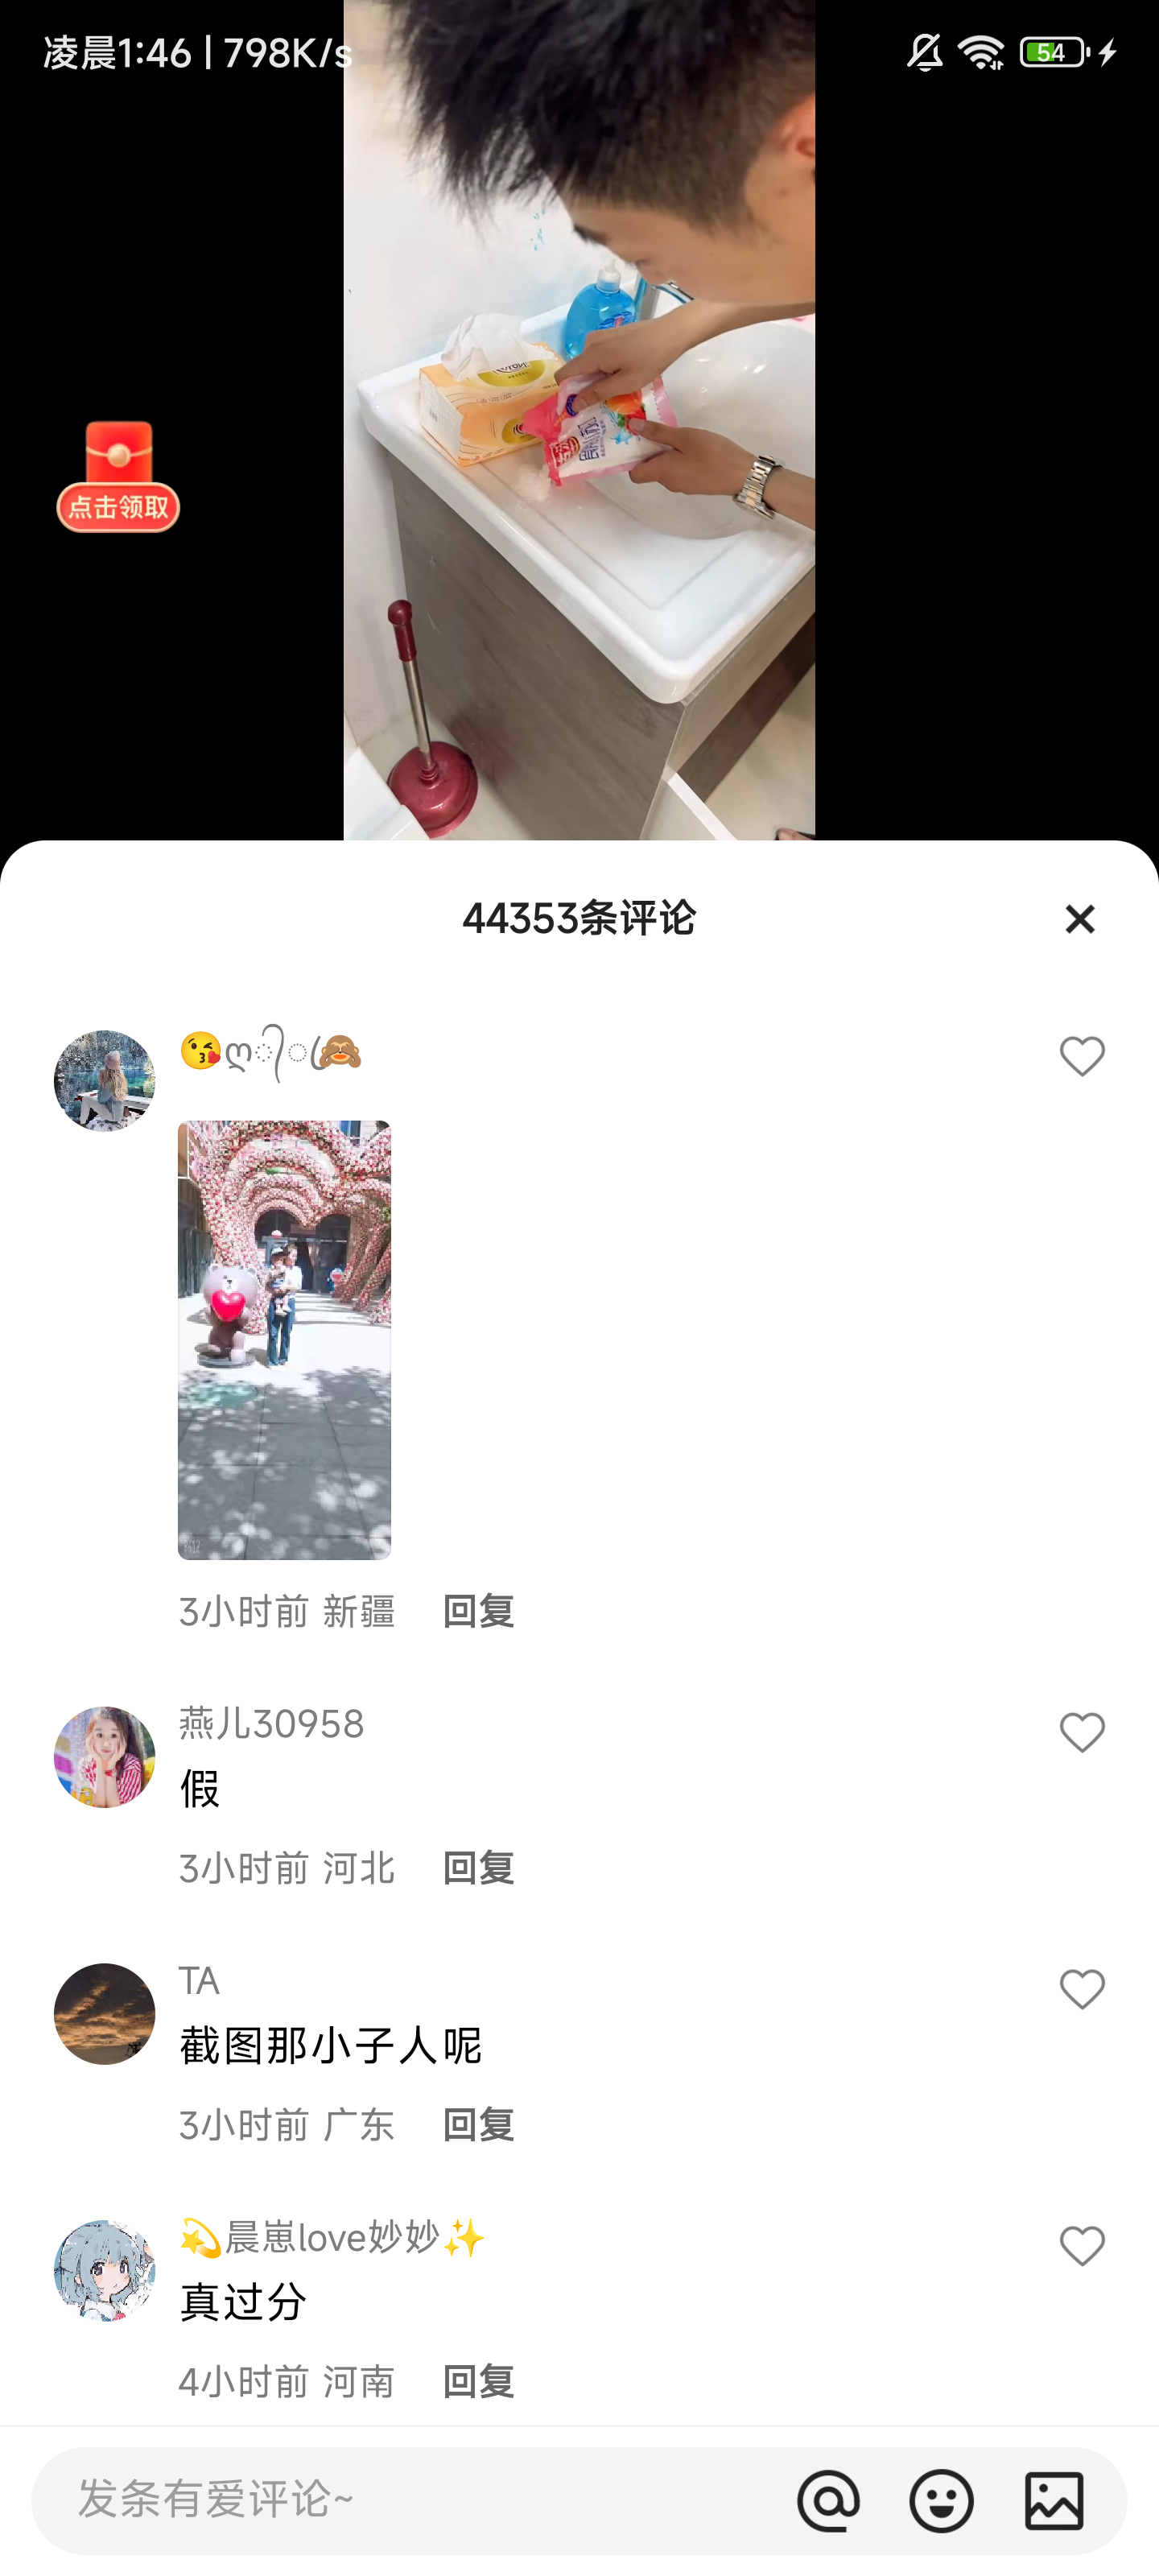 凌晨1:46 | 798K/s
54
点击领取
44353条评论
😘ღ᭄ꦿ🙈
3小时前 新疆 回复
燕儿30958
假
3小时前 河北 回复
TA
截图那小子人呢
3小时前 广东 回复
💫晨崽love妙妙✨
真过分
4小时前 河南 回复
发条有爱评论~